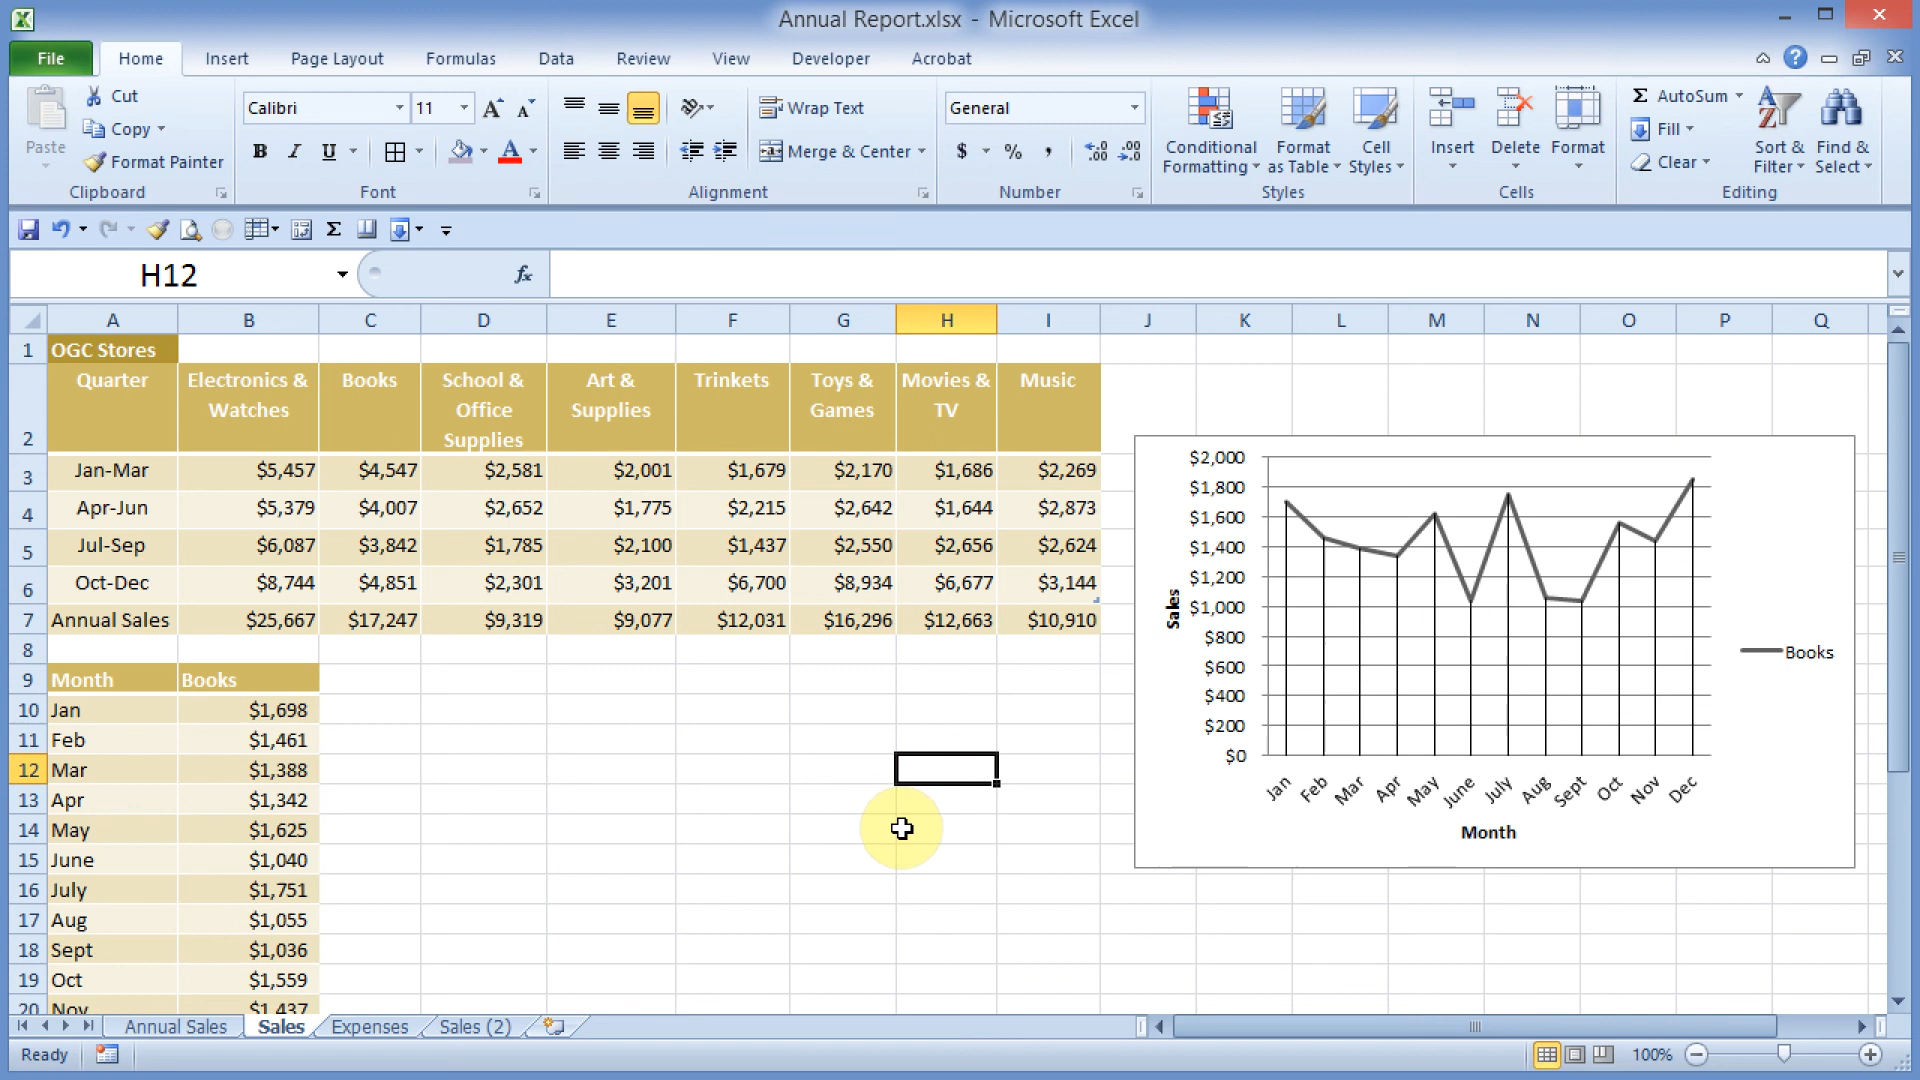 Annual Report.xlsx - Microsoft Excel
File Home Insert Page Layout Formulas Data Review View Developer Acrobat
Paste
Cut
Copy
Format Painter
Clipboard
Calibri 11
B I U
Font
Wrap Text
Merge & Center
Alignment
General
$ % ,
Number
Conditional Formatting
Format as Table
Cell Styles
Styles
Insert Delete Format
Cells
Σ AutoSum
Fill
Clear
Sort & Filter
Find & Select
Editing
H12
fx
A B C D E F G H I J K L M N O P Q
1 OGC Stores
2 Quarter Electronics & Watches Books School & Office Supplies Art & Supplies Trinkets Toys & Games Movies & TV Music
3 Jan-Mar $5,457 $4,547 $2,581 $2,001 $1,679 $2,170 $1,686 $2,269
4 Apr-Jun $5,379 $4,007 $2,652 $1,775 $2,215 $2,642 $1,644 $2,873
5 Jul-Sep $6,087 $3,842 $1,785 $2,100 $1,437 $2,550 $2,656 $2,624
6 Oct-Dec $8,744 $4,851 $2,301 $3,201 $6,700 $8,934 $6,677 $3,144
7 Annual Sales $25,667 $17,247 $9,319 $9,077 $12,031 $16,296 $12,663 $10,910
8
9 Month Books
10 Jan $1,698
11 Feb $1,461
12 Mar $1,388
13 Apr $1,342
14 May $1,625
15 June $1,040
16 July $1,751
17 Aug $1,055
18 Sept $1,036
19 Oct $1,559
20 Nov $1,437
$2,000
$1,800
$1,600
$1,400
$1,200
$1,000
$800
$600
$400
$200
$0
Sales
Jan Feb Mar Apr May June July Aug Sept Oct Nov Dec
Month
Books
Annual Sales Sales Expenses Sales (2)
Ready
100%